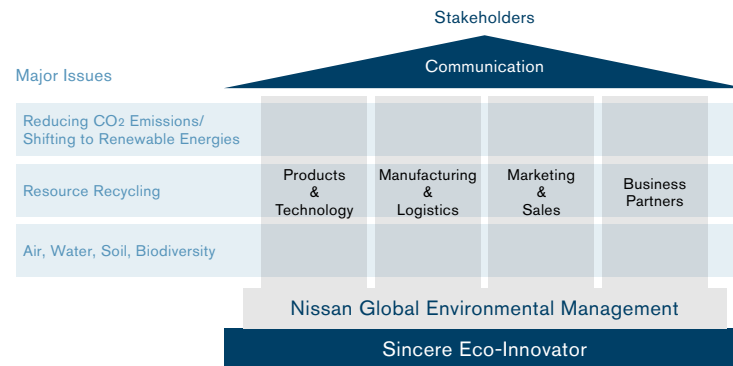 Stakeholders
Communication
Major Issues
Reducing CO2 Emissions/
Shifting to Renewable Energies
Resource Recycling
Products
&
Technology
Manufacturing
&
Logistics
Marketing
&
Sales
Business
Partners
Air, Water, Soil, Biodiversity
Nissan Global Environmental Management
Sincere Eco-Innovator